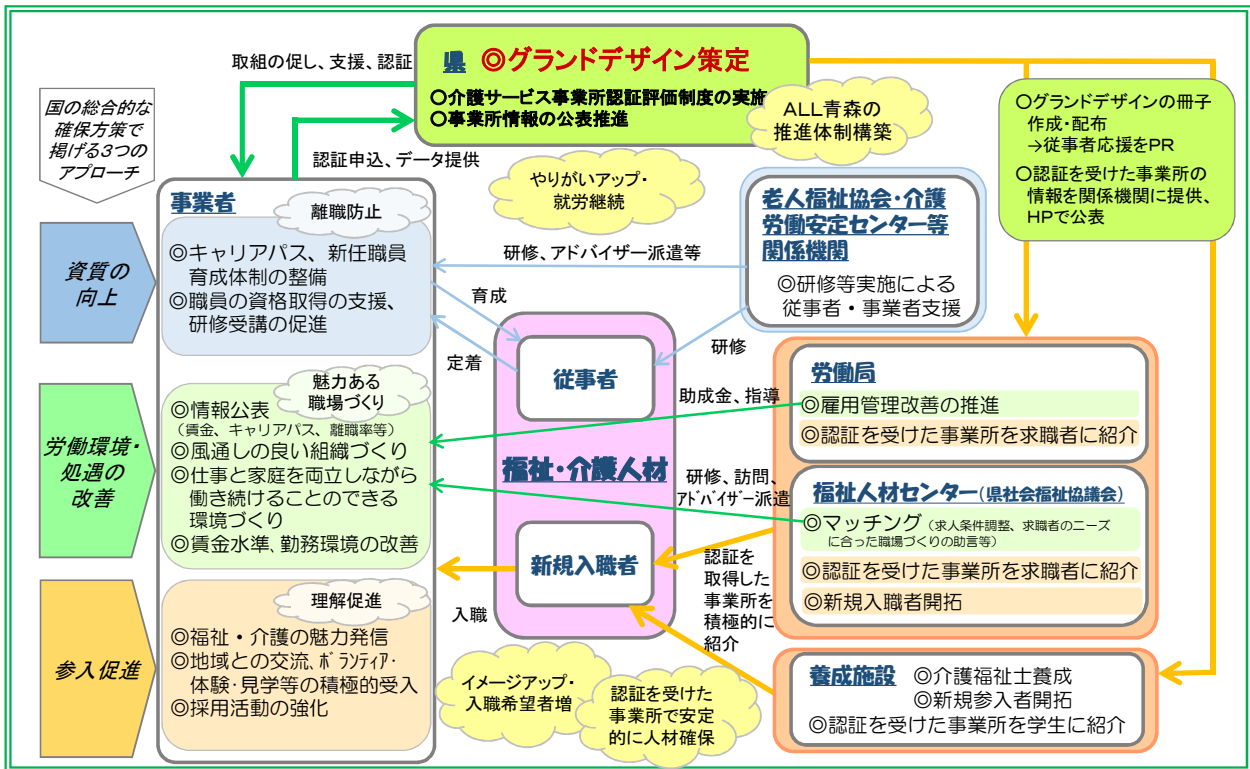 取組の促し、支援、認証
県 ◎グランドデザイン策定
○介護サービス事業所認証評価制度の実施
○事業所情報の公表推進
ALL青森の
推進体制構築
○グランドデザインの冊子
作成・配布
→従事者応援をPR
○認証を受けた事業所の
情報を関係機関に提供、
HPで公表
国の総合的な
確保方策で
掲げる3つの
アプローチ
認証申込、データ提供
やりがいアップ・
就労継続
事業者
離職防止
◎キャリアパス、新任職員
育成体制の整備
◎職員の資格取得の支援、
研修受講の促進
資質の
向上
研修、アドバイザー派遣等
育成
定着
研修
老人福祉協会・介護
労働安定センター等
関係機関
◎研修等実施による
従事者・事業者支援
従事者
福祉・介護人材
新規入職者
労働環境・
処遇の
改善
魅力ある
職場づくり
◎情報公表
（賃金、キャリアパス、離職率等）
◎風通しの良い組織づくり
◎仕事と家庭を両立しながら
働き続けることのできる
環境づくり
◎賃金水準、勤務環境の改善
助成金、指導
研修、訪問、
ｱﾄﾞﾊﾞｲｻﾞｰ派遣
労働局
◎雇用管理改善の推進
◎認証を受けた事業所を求職者に紹介
福祉人材センター(県社会福祉協議会)
◎マッチング（求人条件調整、求職者のニーズ
に合った職場づくりの助言等）
◎認証を受けた事業所を求職者に紹介
◎新規入職者開拓
認証を
取得した
事業所を
積極的に
紹介
入職
参入促進
理解促進
◎福祉・介護の魅力発信
◎地域との交流、ﾎﾞﾗﾝﾃｨｱ・
体験・見学等の積極的受入
◎採用活動の強化
イメージアップ・
入職希望者増
認証を受けた
事業所で安定
的に人材確保
養成施設 ◎介護福祉士養成
◎新規参入者開拓
◎認証を受けた事業所を学生に紹介